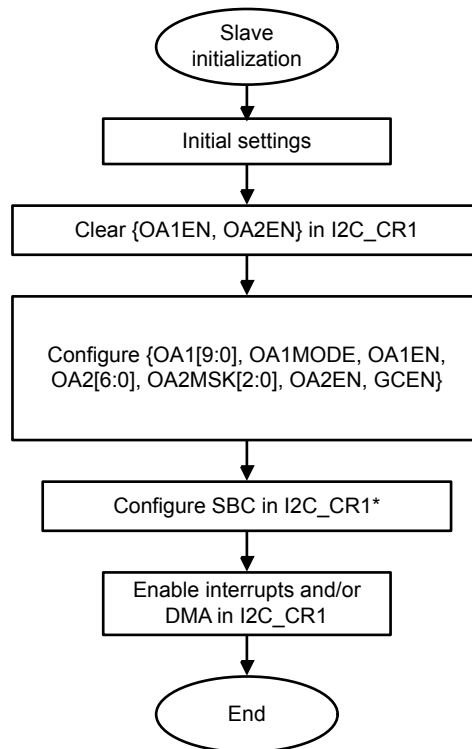 Slave
initialization
Initial settings
Clear {OA1EN, OA2EN} in I2C_CR1
Configure {OA1[9:0], OA1MODE, OA1EN,
OA2[6:0], OA2MSK[2:0], OA2EN, GCEN}
Configure SBC in I2C_CR1*
Enable interrupts and/or
DMA in I2C_CR1
End